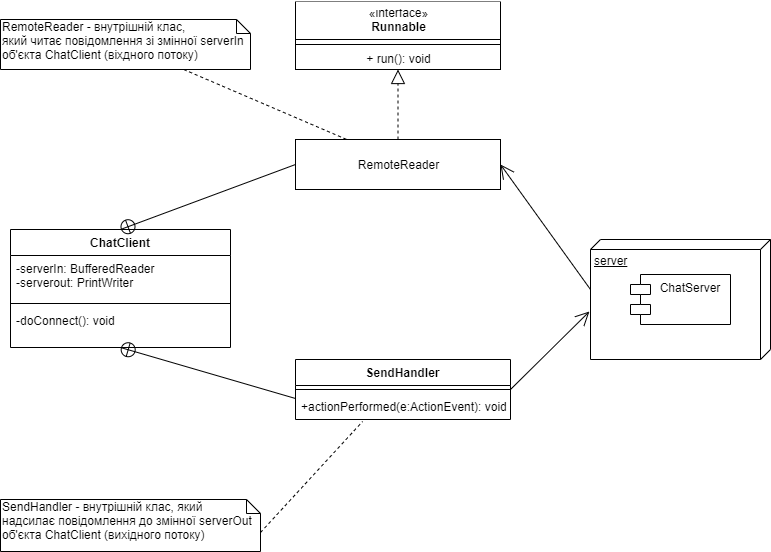 RemoteReader - внутрішній клас,
який читає повідомлення зі змінної serverIn
об'єкта ChatClient (віхдного потоку)
«interface»
Runnable
+ run(): void
RemoteReader
ChatClient
-serverIn: BufferedReader
-serverout: PrintWriter
-doConnect(): void
server
ChatServer
SendHandler
+actionPerformed(e:ActionEvent): void
SendHandler - внутрішній клас, який
надсилає повідомлення до змінної serverOut
об'єкта ChatClient (вихідного потоку)